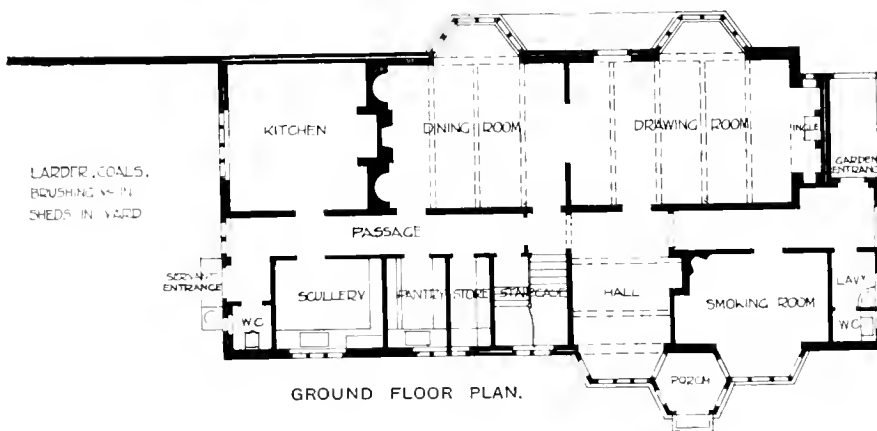 KITCHEN
DINING ROOM
DRAWING ROOM
INGLE
GARDEN
ENTRANCE
LARDER, COALS,
BRUSHING &c IN
SHEDS IN YARD
PASSAGE
SERVANTS
ENTRANCE
SCULLERY
PANTRY
STORE
STAIRCASE
HALL
SMOKING ROOM
LAVY
W.C.
W.C.
C
PORCH
GROUND FLOOR PLAN.